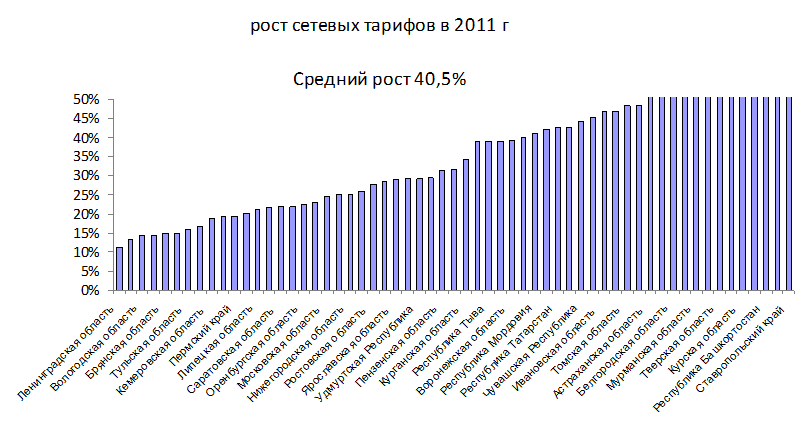 рост сетевых тарифов в 2011 г
Средний рост 40,5%
50%
45%
40%
35%
30%
25%
20%
15%
10%
5%
0%
Ленинградская область
Вологодская область
Брянская область
Тульская область
Кемеровская область
Пермский край
Липецкая область
Саратовская область
Оренбургская область
Московская область
Нижегородская область
Ростовская область
Ярославская область
Удмуртская Республика
Пензенская область
Курганская область
Республика Тыва
Воронежская область
Республика Мордовия
Республика Татарстан
Чувашская Республика
Ивановская область
Томская область
Астраханская область
Белгородская область
Мурманская область
Тверская область
Курская область
Республика Башкортостан
Ставропольский край